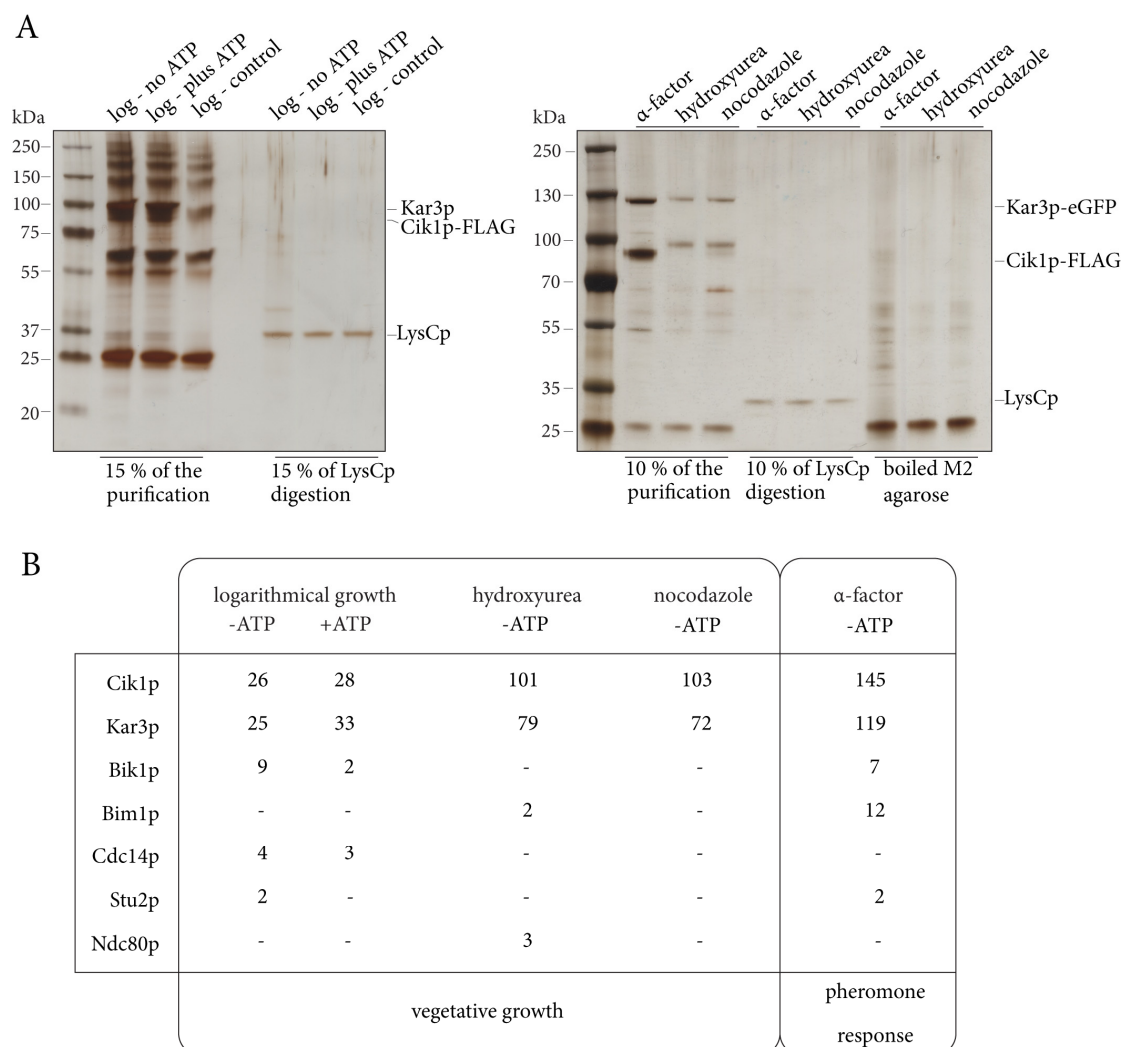 A
log - no ATP
log - plus ATP
log - control
log - no ATP
log - plus ATP
log - control
kDa
250
150
100
75
55
37
25
20
Kar3p
Cik1p-FLAG
LysCp
15 % of the
purification
15 % of LysCp
digestion
α-factor
hydroxyurea
nocodazole
α-factor
hydroxyurea
nocodazole
α-factor
hydroxyurea
nocodazole
kDa
250
130
100
70
55
35
25
Kar3p-eGFP
Cik1p-FLAG
LysCp
10 % of the
purification
10 % of LysCp
digestion
boiled M2
agarose
B
logarithmical growth hydroxyurea nocodazole α-factor
-ATP +ATP -ATP -ATP -ATP
Cik1p 26 28 101 103 145
Kar3p 25 33 79 72 119
Bik1p 9 2 - - 7
Bim1p - - 2 - 12
Cdc14p 4 3 - - -
Stu2p 2 - - - 2
Ndc80p - - 3 - -
vegetative growth
pheromone
response